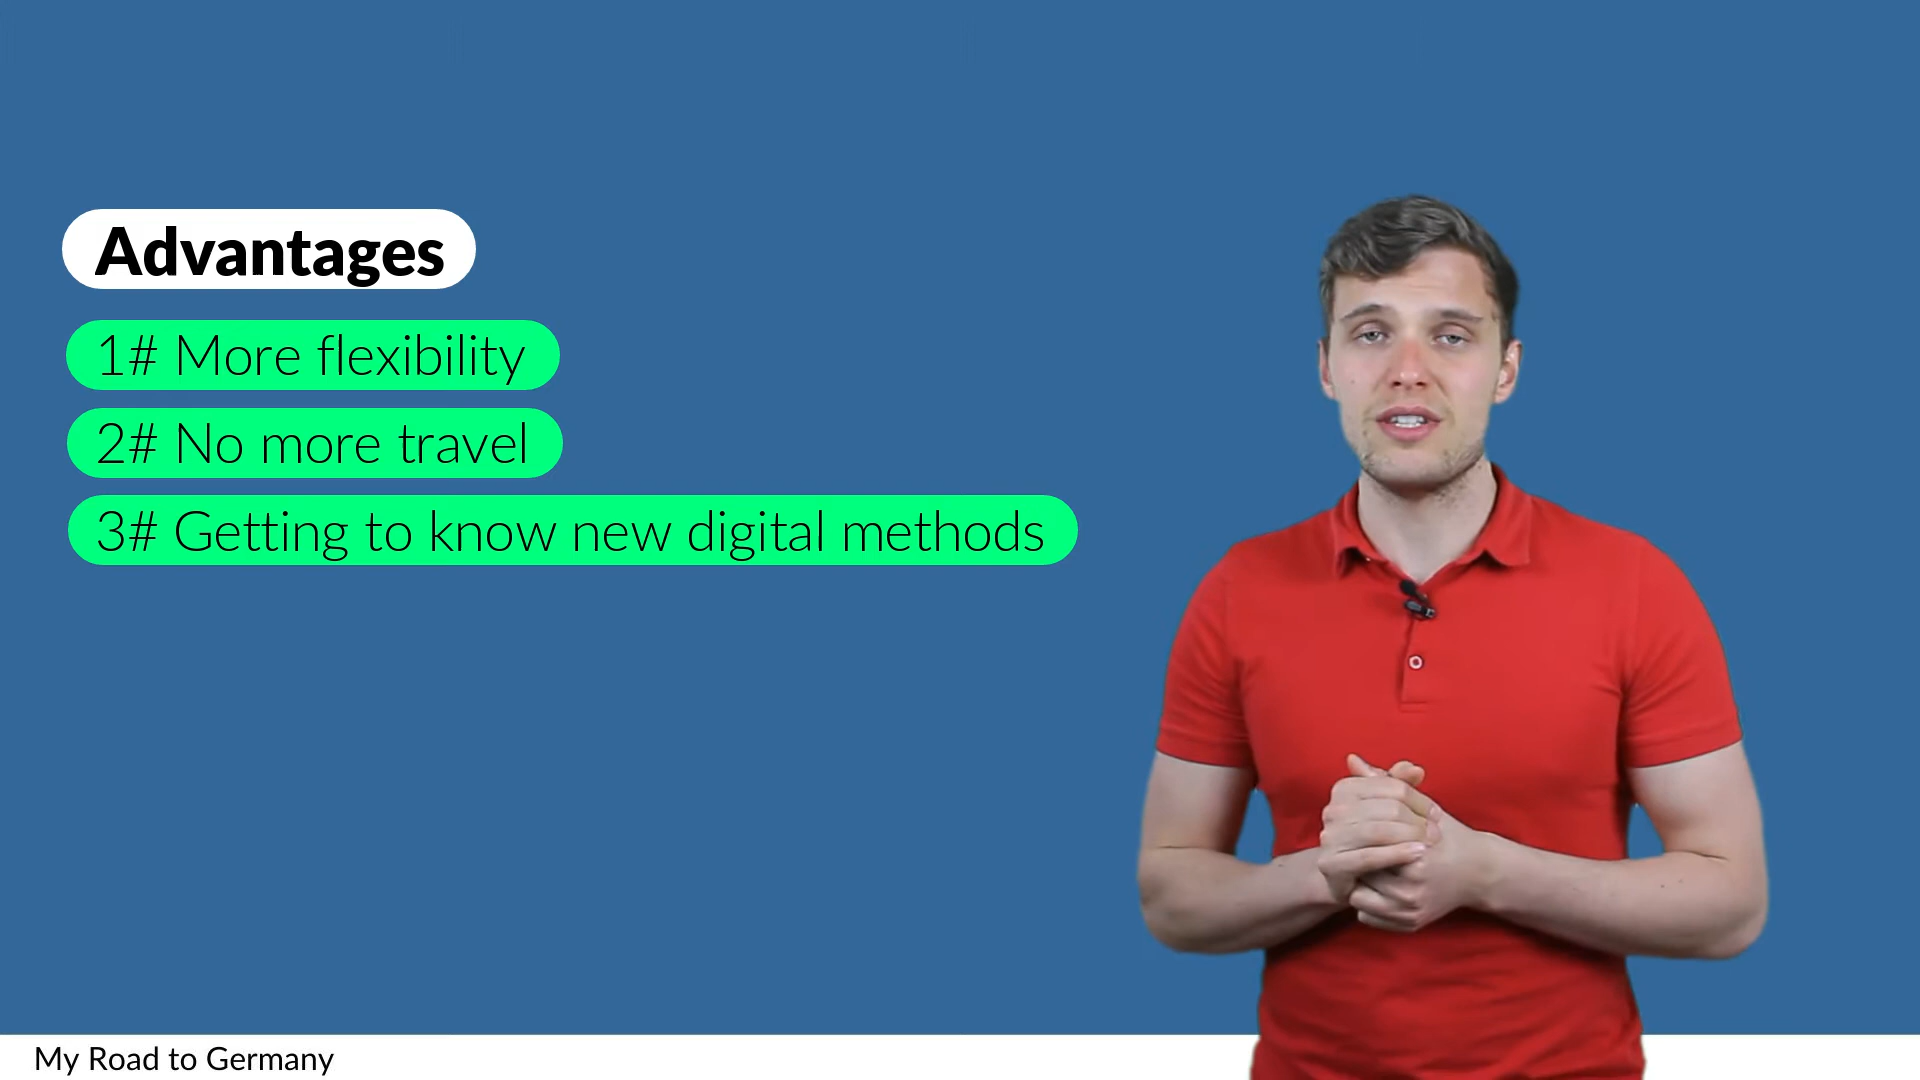 Advantages
1# More flexibility
2# No more travel
3# Getting to know new digital methods
My Road to Germany